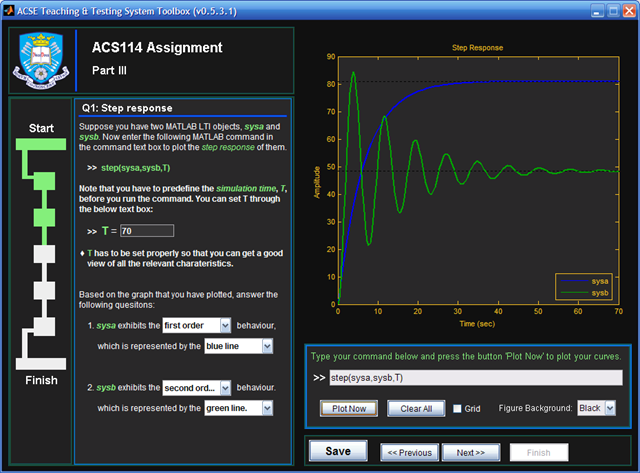 ACSE Teaching & Testing System Toolbox (v0.5.3.1)
ACS114 Assignment
Part III
Start
Finish
Q1: Step response
Suppose you have two MATLAB LTI objects, sysa and
sysb. Now enter the following MATLAB command in
the command text box to plot the step response of them.
>> step(sysa,sysb,T)
Note that you have to predefine the simulation time, T,
before you run the command. You can set T through
the below text box:
>> T = 70
♦ T has to be set properly so that you can get a good
view of all the relevant charateristics.
Based on the graph that you have plotted, answer the
following quesitons:
1. sysa exhibits the first order behaviour,
which is represented by the blue line
2. sysb exhibits the second ord... behaviour.
which is represented by the green line.
Step Response
Amplitude
90
80
70
60
50
40
30
20
10
0
0 10 20 30 40 50 60 70
Time (sec)
sysa
sysb
Type your command below and press the button 'Plot Now' to plot your curves.
>> step(sysa,sysb,T)
Plot Now Clear All Grid Figure Background: Black
Save << Previous Next >> Finish